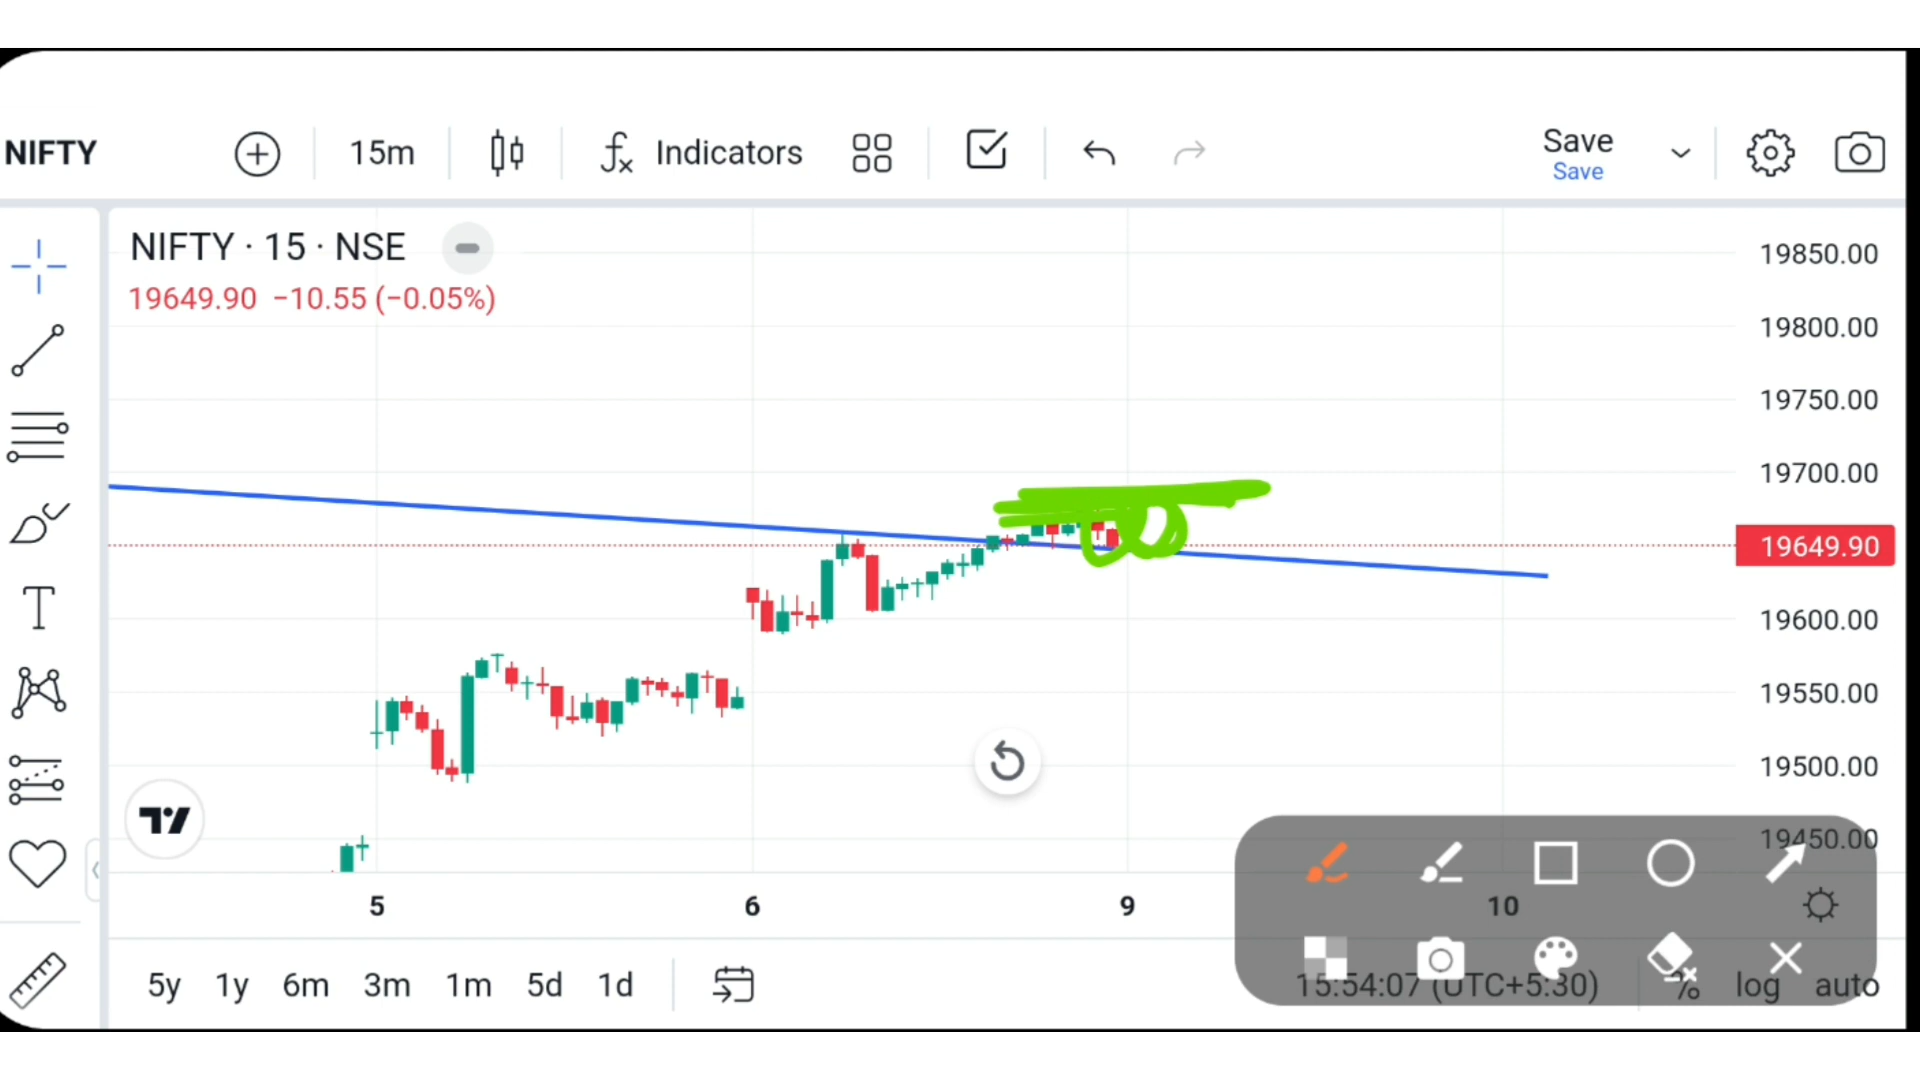 NIFTY 15m Indicators Save
Save
NIFTY · 15 · NSE
19649.90 −10.55 (−0.05%)
19850.00
19800.00
19750.00
19700.00
19649.90
19600.00
19550.00
19500.00
19450.00
5 6 9 10
5y 1y 6m 3m 1m 5d 1d 15:54:07 (UTC+5:30) % log auto